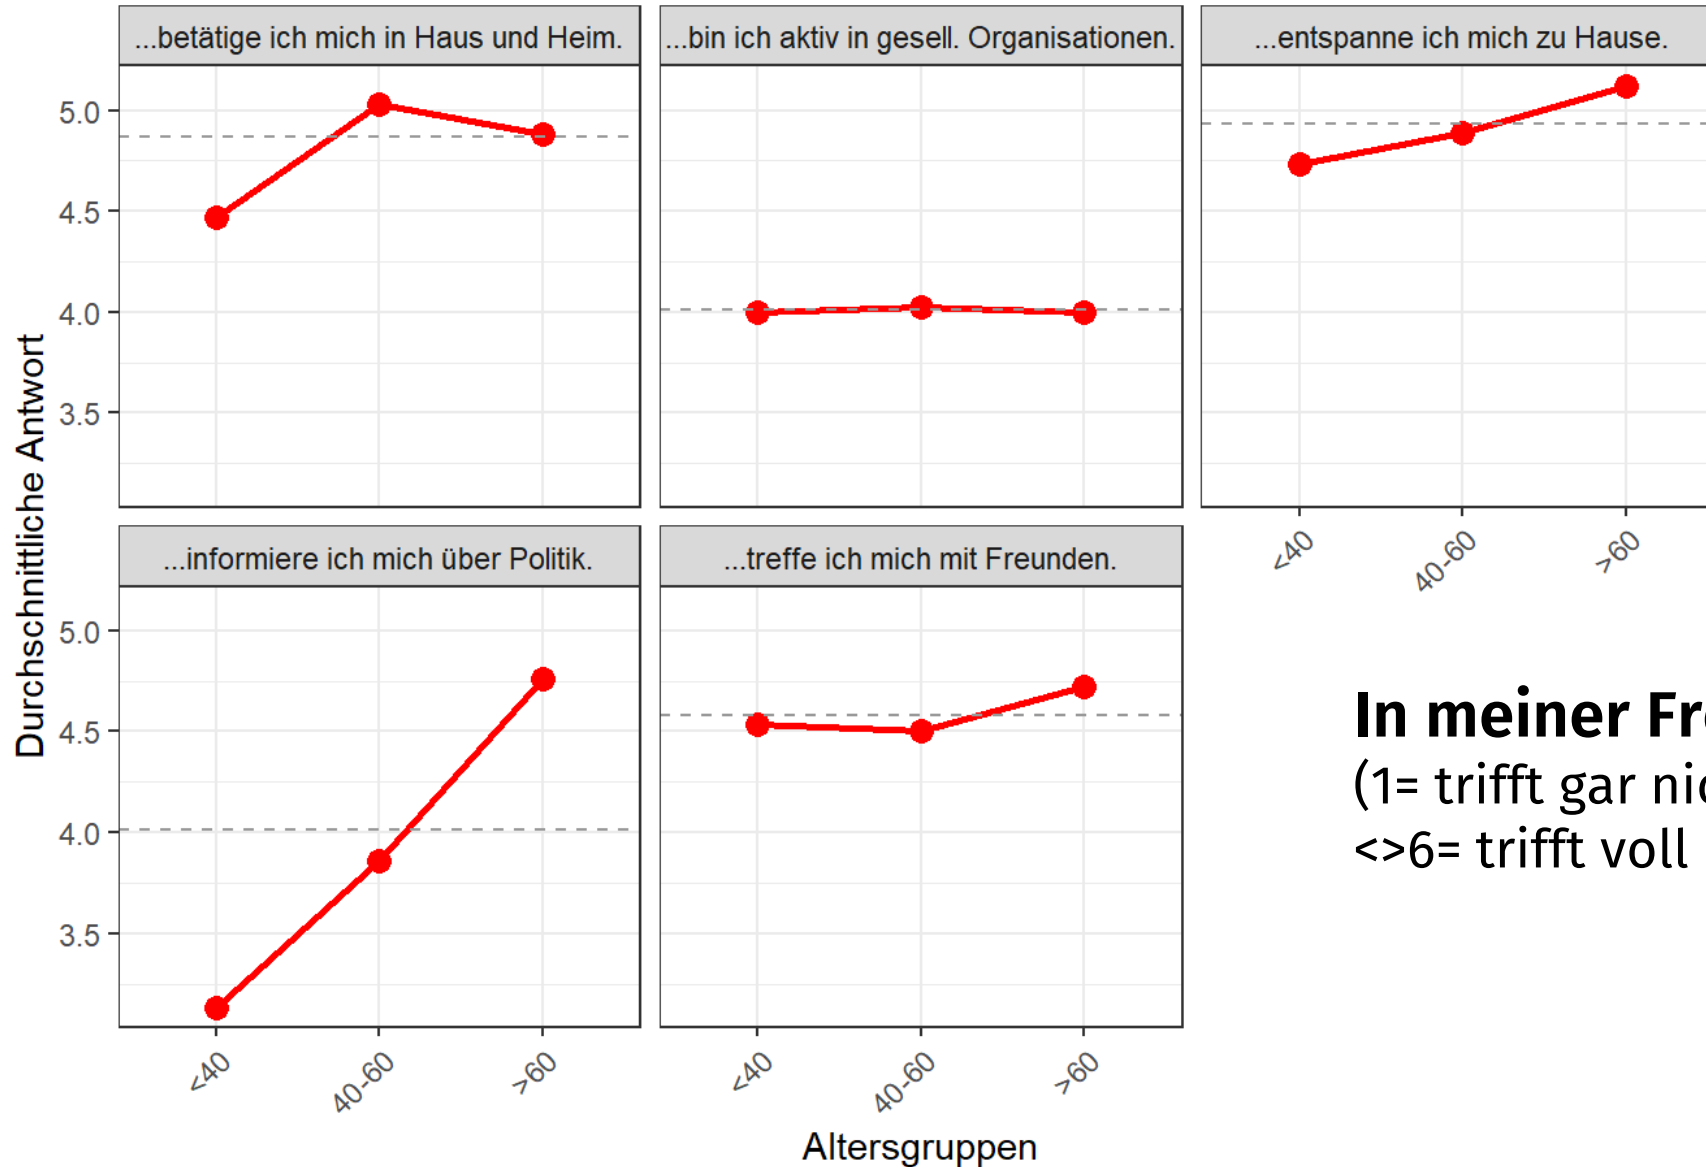 ...betätige ich mich in Haus und Heim.
...bin ich aktiv in gesell. Organisationen.
...entspanne ich mich zu Hause.
5.0
4.5
4.0
3.5
<40
40-60
>60
...informiere ich mich über Politik.
...treffe ich mich mit Freunden.
5.0
4.5
4.0
3.5
<40
40-60
>60
<40
40-60
>60
Durchschnittliche Antwort
Altersgruppen
In meiner
(1= trifft gar
<>6= trifft voll